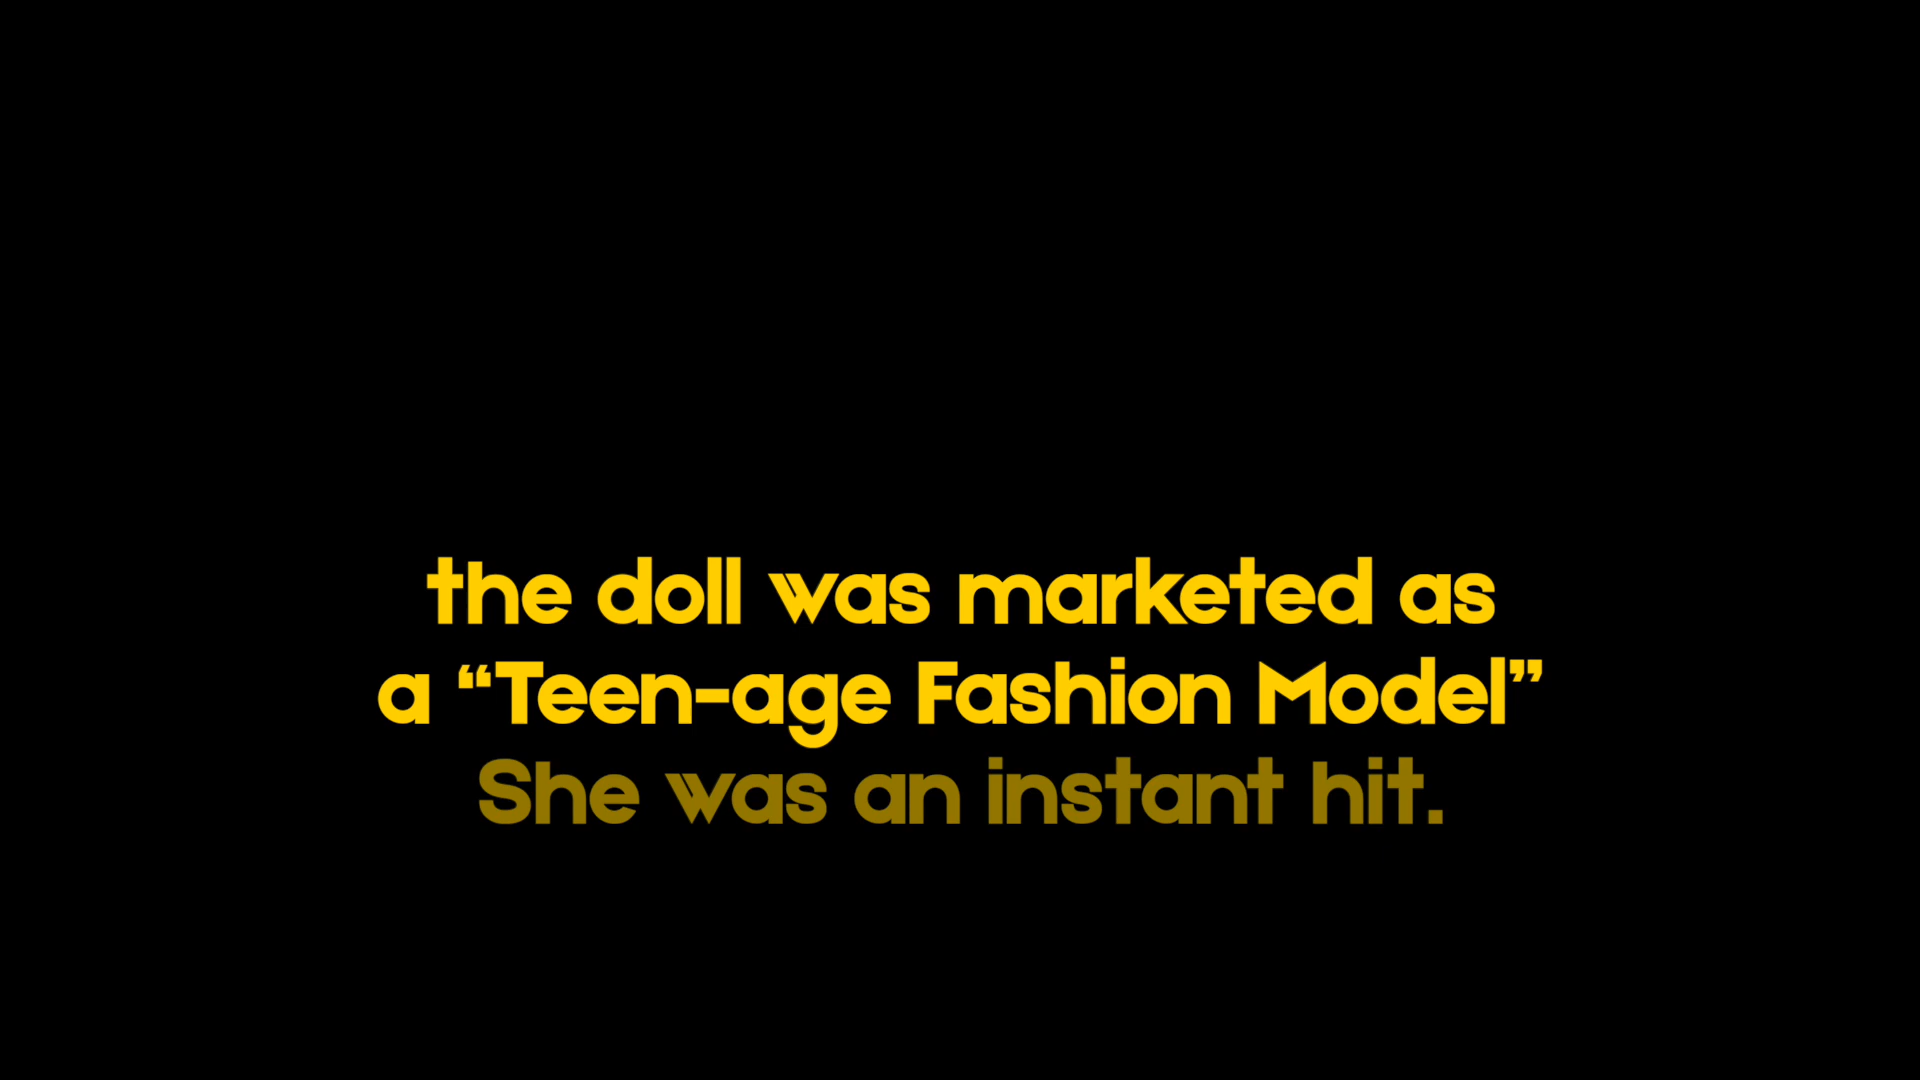 the doll was marketed as
a “Teen-age Fashion Model”
She was an instant hit.